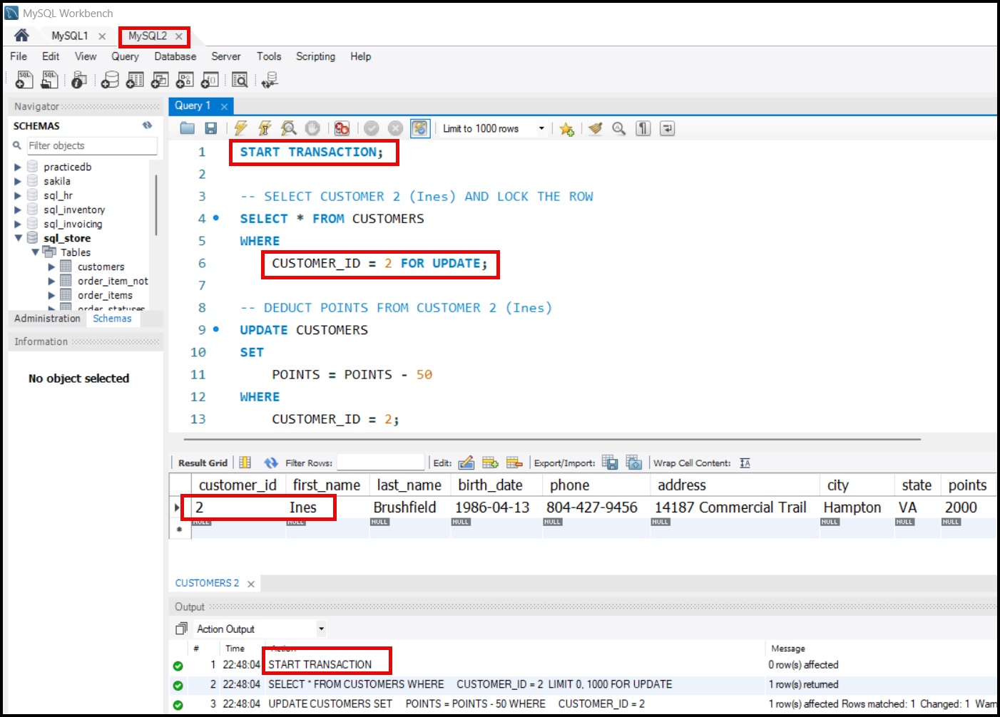 MySQL Workbench
MySQL1
MySQL2
File Edit View Query Database Server Tools Scripting Help
Navigator
SCHEMAS
Filter objects
practicedb
sakila
sql_hr
sql_inventory
sql_invoicing
sql_store
Tables
customers
order_item_not
order_items
order_statuses
Administration Schemas
Information
No object selected
Query 1
Limit to 1000 rows
1 START TRANSACTION;
2
3 -- SELECT CUSTOMER 2 (Ines) AND LOCK THE ROW
4 SELECT * FROM CUSTOMERS
5 WHERE
6 CUSTOMER_ID = 2 FOR UPDATE;
7
8 -- DEDUCT POINTS FROM CUSTOMER 2 (Ines)
9 UPDATE CUSTOMERS
10 SET
11 POINTS = POINTS - 50
12 WHERE
13 CUSTOMER_ID = 2;
Result Grid Filter Rows: Edit: Export/Import: Wrap Cell Content:
customer_id first_name last_name birth_date phone address city state points
2 Ines Brushfield 1986-04-13 804-427-9456 14187 Commercial Trail Hampton VA 2000
NULL NULL NULL NULL NULL NULL NULL NULL NULL
CUSTOMERS 2
Output
Action Output
# Time Action Message
1 22:48:04 START TRANSACTION 0 row(s) affected
2 22:48:04 SELECT * FROM CUSTOMERS WHERE CUSTOMER_ID = 2 LIMIT 0, 1000 FOR UPDATE 1 row(s) returned
3 22:48:04 UPDATE CUSTOMERS SET POINTS = POINTS - 50 WHERE CUSTOMER_ID = 2 1 row(s) affected Rows matched: 1 Changed: 1 Warn